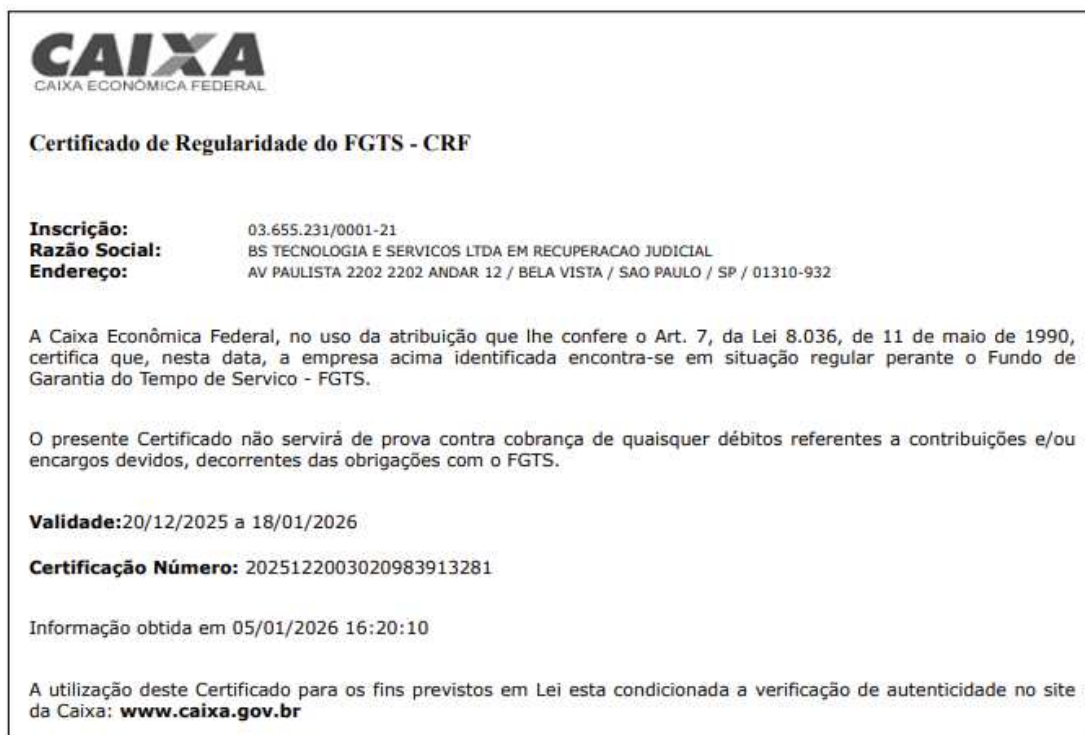 CAIXA
CAIXA ECONÔMICA FEDERAL
Certificado de Regularidade do FGTS - CRF
Inscrição: 03.655.231/0001-21
Razão Social: BS TECNOLOGIA E SERVICOS LTDA EM RECUPERACAO JUDICIAL
Endereço: AV PAULISTA 2202 2202 ANDAR 12 / BELA VISTA / SAO PAULO / SP / 01310-932
A Caixa Econômica Federal, no uso da atribuição que lhe confere o Art. 7, da Lei 8.036, de 11 de maio de 1990,
certifica que, nesta data, a empresa acima identificada encontra-se em situação regular perante o Fundo de
Garantia do Tempo de Servico - FGTS.
O presente Certificado não servirá de prova contra cobrança de quaisquer débitos referentes a contribuições e/ou
encargos devidos, decorrentes das obrigações com o FGTS.
Validade:20/12/2025 a 18/01/2026
Certificação Número: 2025122003020983913281
Informação obtida em 05/01/2026 16:20:10
A utilização deste Certificado para os fins previstos em Lei esta condicionada a verificação de autenticidade no site
da Caixa: www.caixa.gov.br